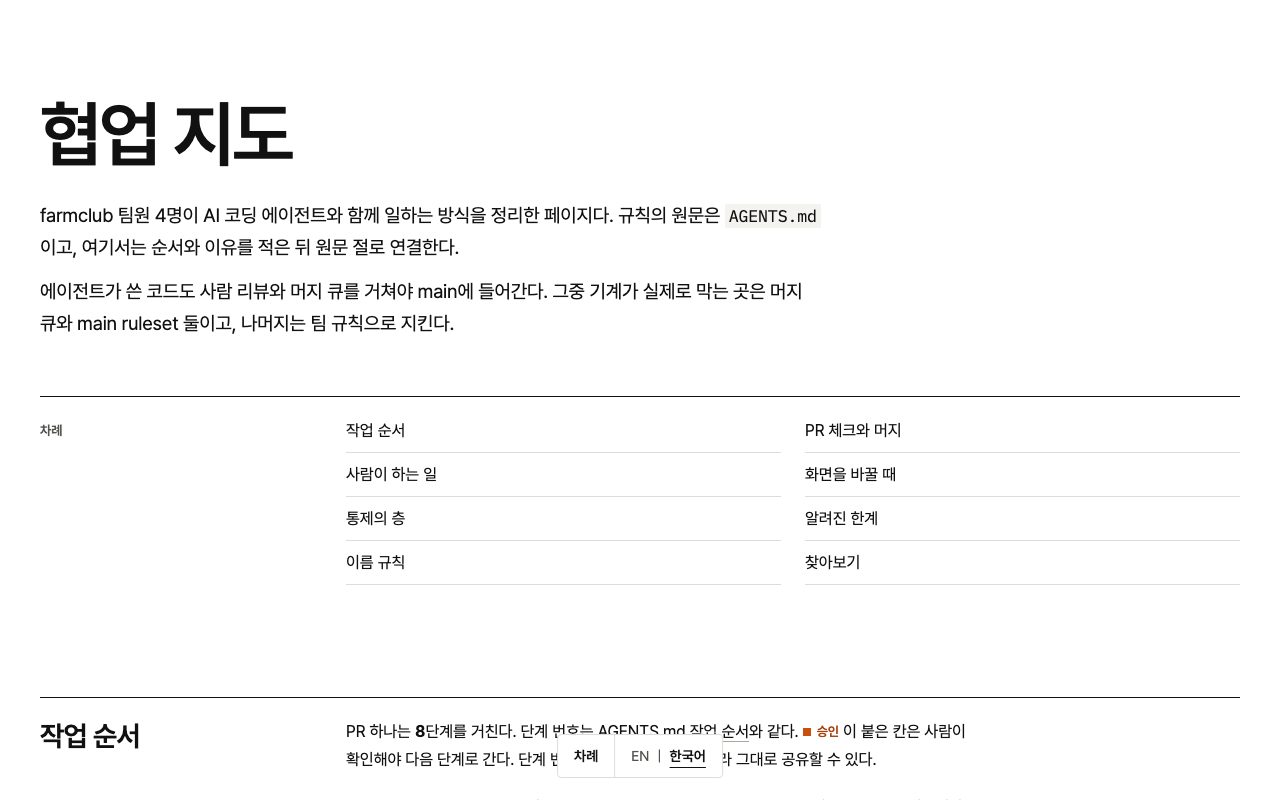 협업 지도
farmclub 팀원 4명이 AI 코딩 에이전트와 함께 일하는 방식을 정리한 페이지다. 규칙의 원문은 AGENTS.md
이고, 여기서는 순서와 이유를 적은 뒤 원문 절로 연결한다.
에이전트가 쓴 코드도 사람 리뷰와 머지 큐를 거쳐야 main에 들어간다. 그중 기계가 실제로 막는 곳은 머지
큐와 main ruleset 둘이고, 나머지는 팀 규칙으로 지킨다.
차례
작업 순서
PR 체크와 머지
사람이 하는 일
화면을 바꿀 때
통제의 층
알려진 한계
이름 규칙
찾아보기
작업 순서
PR 하나는 8단계를 거친다. 단계 번호는 AGENTS.md 작업 순서와 같다. 승인 이 붙은 칸은 사람이
확인해야 다음 단계로 간다. 단계 라 그대로 공유할 수 있다.
차례
EN | 한국어